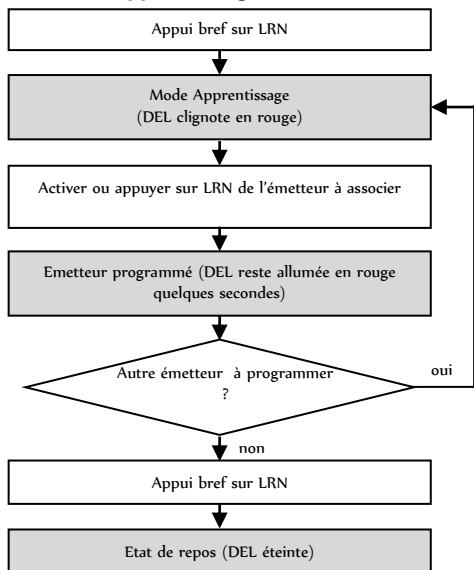 Appui bref sur LRN
Mode Apprentissage
(DEL clignote en rouge)
Activer ou appuyer sur LRN de l'émetteur à associer
Emetteur programmé (DEL reste allumée en rouge
quelques secondes)
Autre émetteur à programmer
?
oui
non
Appui bref sur LRN
Etat de repos (DEL éteinte)